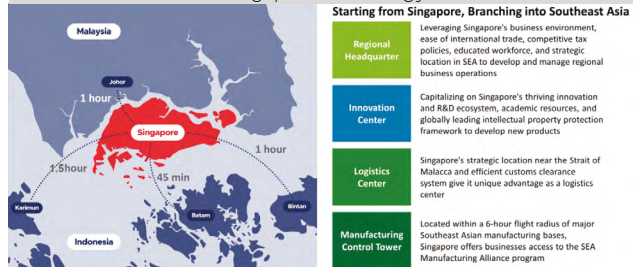 Starting from Singapore, Branching into Southeast Asia
Malaysia
Johor
1 hour
Singapore
1.5hour
1 hour
45 min
Karimun
Batam
Bintan
Indonesia
Regional
Headquarter
Leveraging Singapore's business environment,
ease of international trade, competitive tax
policies, educated workforce, and strategic
location in SEA to develop and manage regional
business operations
Innovation
Center
Capitalizing on Singapore's thriving innovation
and R&D ecosystem, academic resources, and
globally leading intellectual property protection
framework to develop new products
Logistics
Center
Singapore's strategic location near the Strait of
Malacca and efficient customs clearance
system give it unique advantage as a logistics
center
Manufacturing
Control Tower
Located within a 6-hour flight radius of major
Southeast Asian manufacturing bases,
Singapore offers businesses access to the SEA
Manufacturing Alliance program